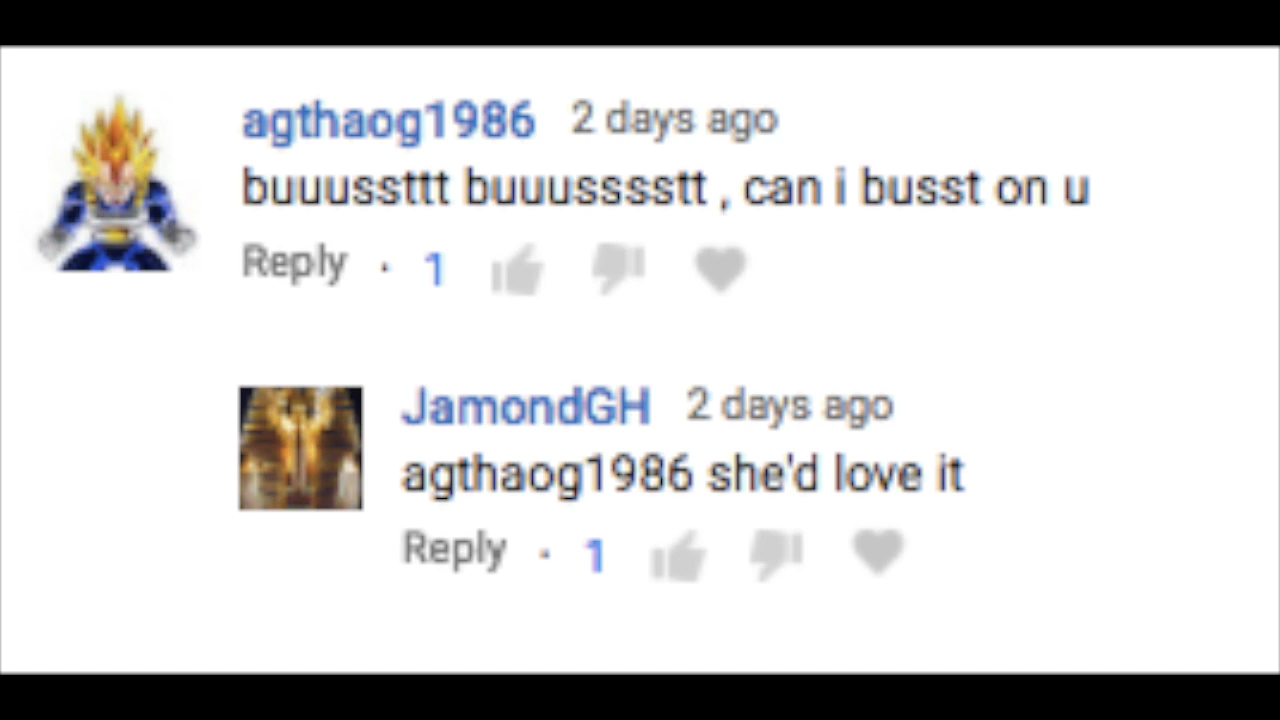 agthaog1986 2 days ago
buuussttt buuusssstt , can i busst on u
Reply · 1
JamondGH 2 days ago
agthaog1986 she'd love it
Reply · 1